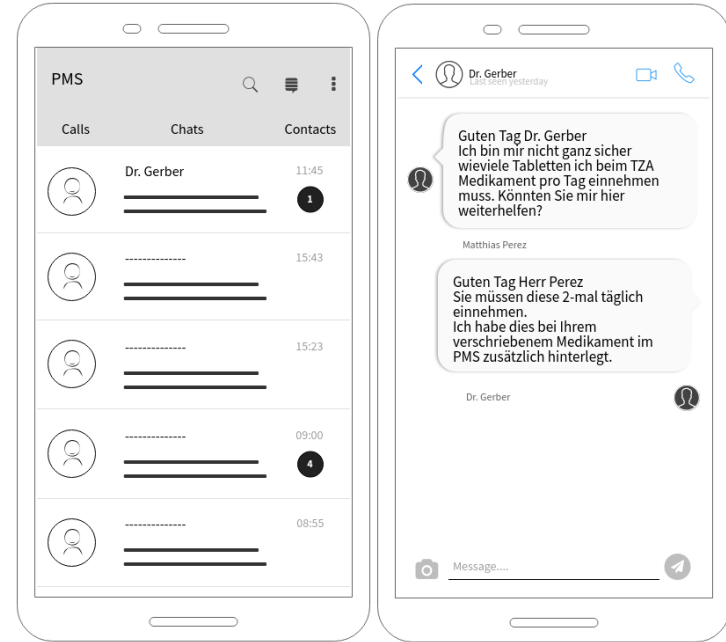 PMS
Calls Chats Contacts
Dr. Gerber 11:45
1
-------------- 15:43
-------------- 15:23
-------------- 09:00
4
-------------- 08:55
Dr. Gerber
Last seen yesterday
Guten Tag Dr. Gerber
Ich bin mir nicht ganz sicher
wieviele Tabletten ich beim TZA
Medikament pro Tag einnehmen
muss. Könnten Sie mir hier
weiterhelfen?
Matthias Perez
Guten Tag Herr Perez
Sie müssen diese 2-mal täglich
einnehmen.
Ich habe dies bei Ihrem
verschriebenem Medikament im
PMS zusätzlich hinterlegt.
Dr. Gerber
Message....